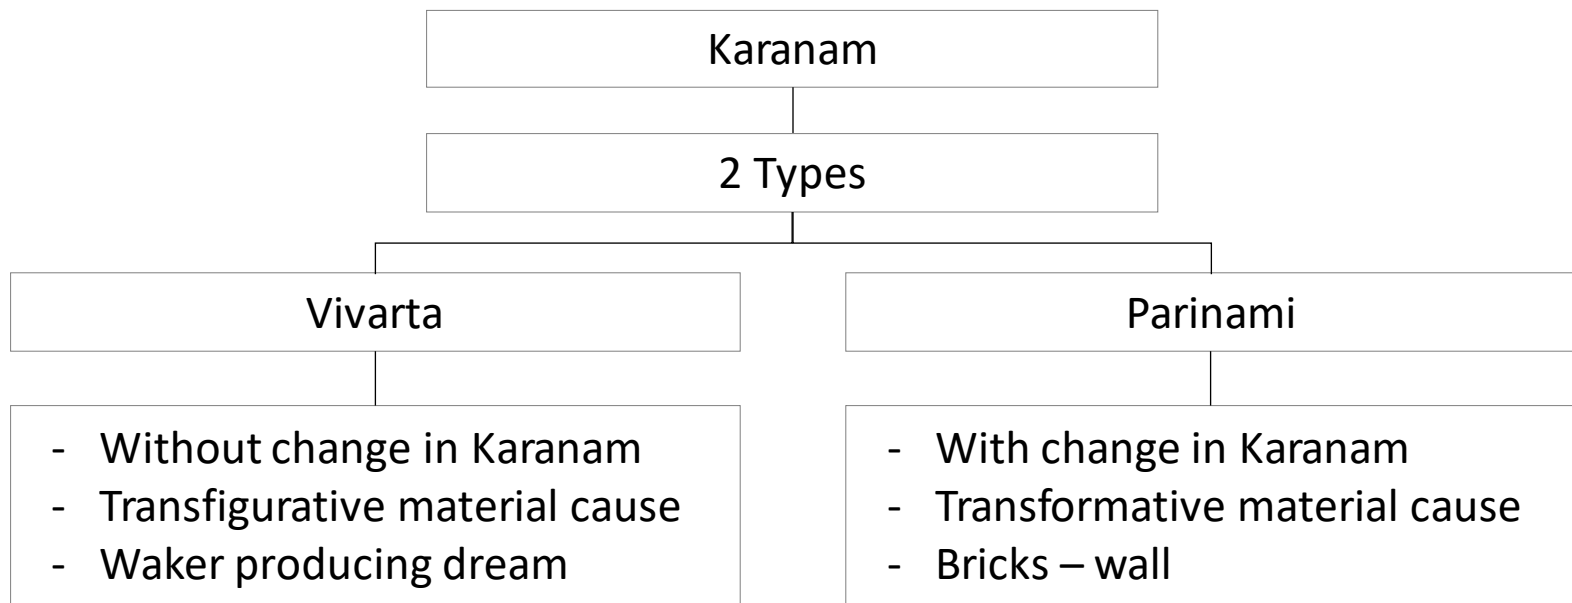 Karanam
2 Types
Vivarta
Parinami
- Without change in Karanam
- Transfigurative material cause
- Waker producing dream
- With change in Karanam
- Transformative material cause
- Bricks – wall